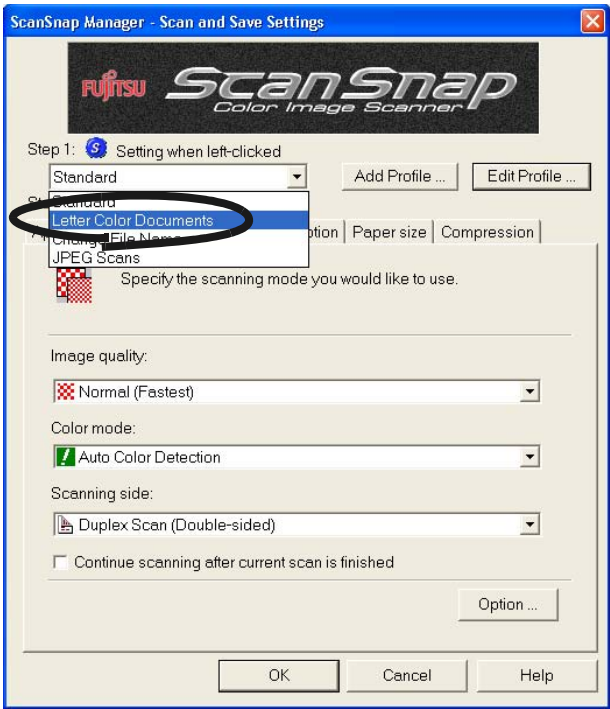 ScanSnap Manager - Scan and Save Settings
FUJITSU ScanSnap
Color Image Scanner
Step 1: S Setting when left-clicked
Standard Add Profile ... Edit Profile ...
Standard
Letter Color Documents
Change File Name
JPEG Scans
Paper size Compression
Specify the scanning mode you would like to use.
Image quality:
Normal (Fastest)
Color mode:
Auto Color Detection
Scanning side:
Duplex Scan (Double-sided)
Continue scanning after current scan is finished
Option ...
OK Cancel Help